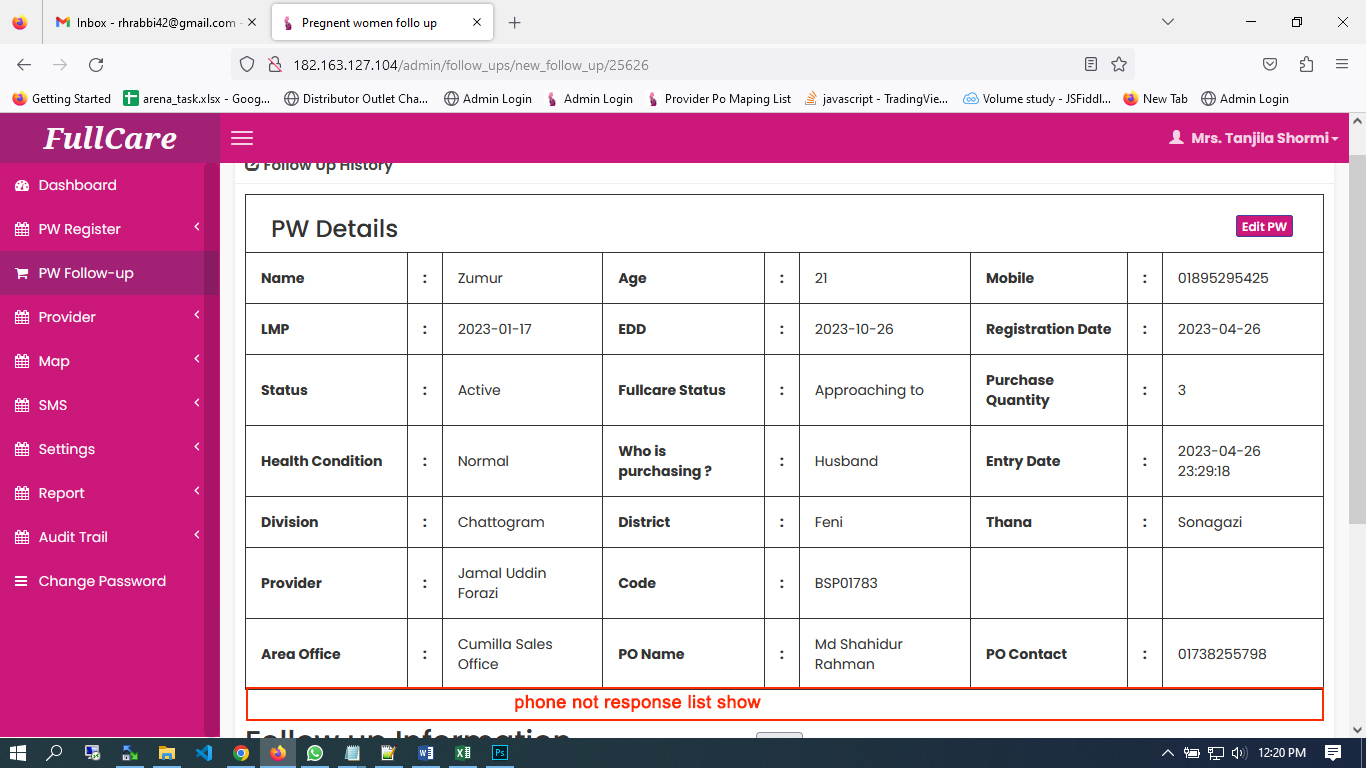 Inbox - rhrabbi42@gmail.com -
Pregnent women follo up
182.163.127.104/admin/follow_ups/new_follow_up/25626
Getting Started
arena_task.xlsx - Goog...
Distributor Outlet Cha...
Admin Login
Admin Login
Provider Po Maping List
javascript - TradingVie...
Volume study - JSFiddl...
New Tab
Admin Login
FullCare
Mrs. Tanjila Shormi
Dashboard
PW Register
PW Follow-up
Provider
Map
SMS
Settings
Report
Audit Trail
Change Password
Follow Up History
PW Details
Edit PW
Name : Zumur Age : 21 Mobile : 01895295425
LMP : 2023-01-17 EDD : 2023-10-26 Registration Date : 2023-04-26
Status : Active Fullcare Status : Approaching to Purchase Quantity : 3
Health Condition : Normal Who is purchasing ? : Husband Entry Date : 2023-04-26 23:29:18
Division : Chattogram District : Feni Thana : Sonagazi
Provider : Jamal Uddin Forazi Code : BSP01783
Area Office : Cumilla Sales Office PO Name : Md Shahidur Rahman PO Contact : 01738255798
phone not response list show
Follow up Information
12:20 PM